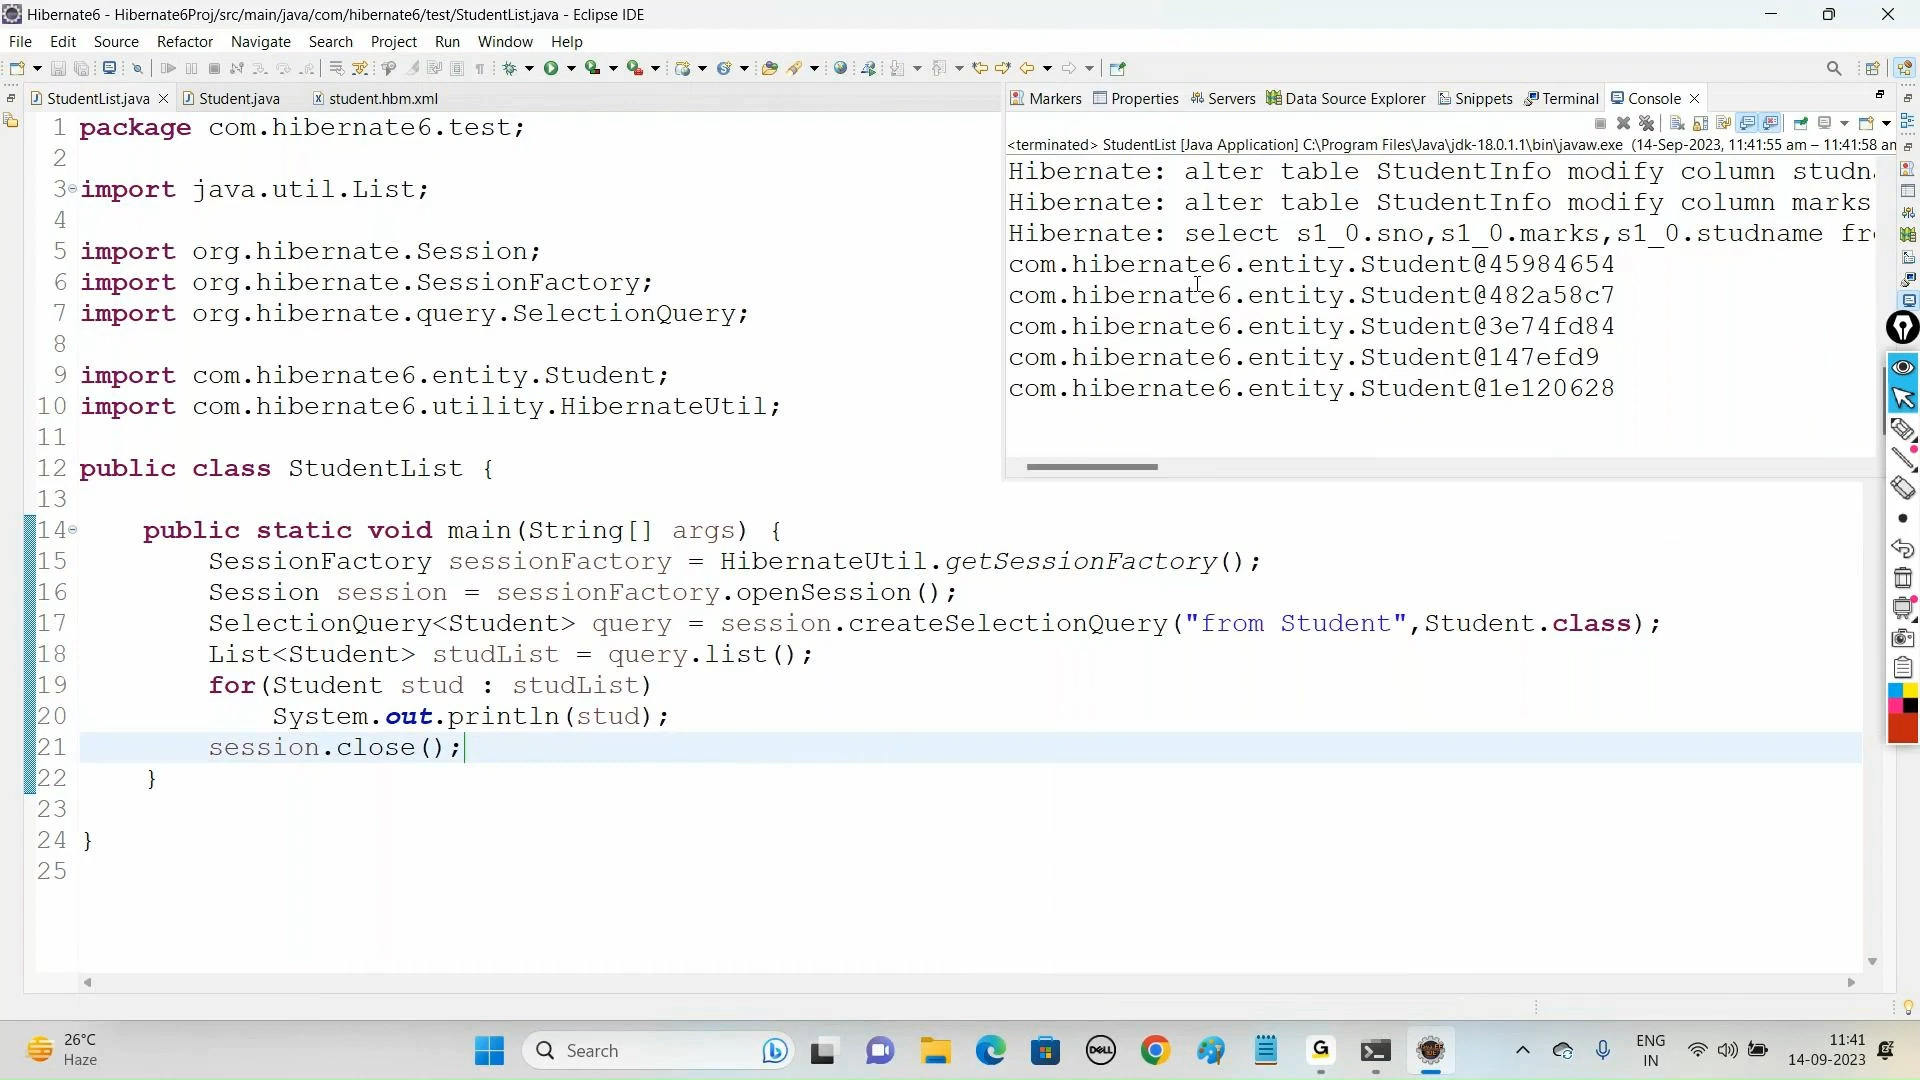 Hibernate6 - Hibernate6Proj/src/main/java/com/hibernate6/test/StudentList.java - Eclipse IDE
File Edit Source Refactor Navigate Search Project Run Window Help
StudentList.java Student.java student.hbm.xml
1 package com.hibernate6.test;
2
3 import java.util.List;
4
5 import org.hibernate.Session;
6 import org.hibernate.SessionFactory;
7 import org.hibernate.query.SelectionQuery;
8
9 import com.hibernate6.entity.Student;
10 import com.hibernate6.utility.HibernateUtil;
11
12 public class StudentList {
13
14 public static void main(String[] args) {
15 SessionFactory sessionFactory = HibernateUtil.getSessionFactory();
16 Session session = sessionFactory.openSession();
17 SelectionQuery<Student> query = session.createSelectionQuery("from Student",Student.class);
18 List<Student> studList = query.list();
19 for(Student stud : studList)
20 System.out.println(stud);
21 session.close();
22 }
23
24 }
25
Markers Properties Servers Data Source Explorer Snippets Terminal Console
<terminated> StudentList [Java Application] C:\Program Files\Java\jdk-18.0.1.1\bin\javaw.exe (14-Sep-2023, 11:41:55 am – 11:41:58 an
Hibernate: alter table StudentInfo modify column studn
Hibernate: alter table StudentInfo modify column marks
Hibernate: select s1_0.sno,s1_0.marks,s1_0.studname fr
com.hibernate6.entity.Student@45984654
com.hibernate6.entity.Student@482a58c7
com.hibernate6.entity.Student@3e74fd84
com.hibernate6.entity.Student@147efd9
com.hibernate6.entity.Student@1e120628
26°C
Haze
Search
DELL
G
ENG
IN
11:41
14-09-2023